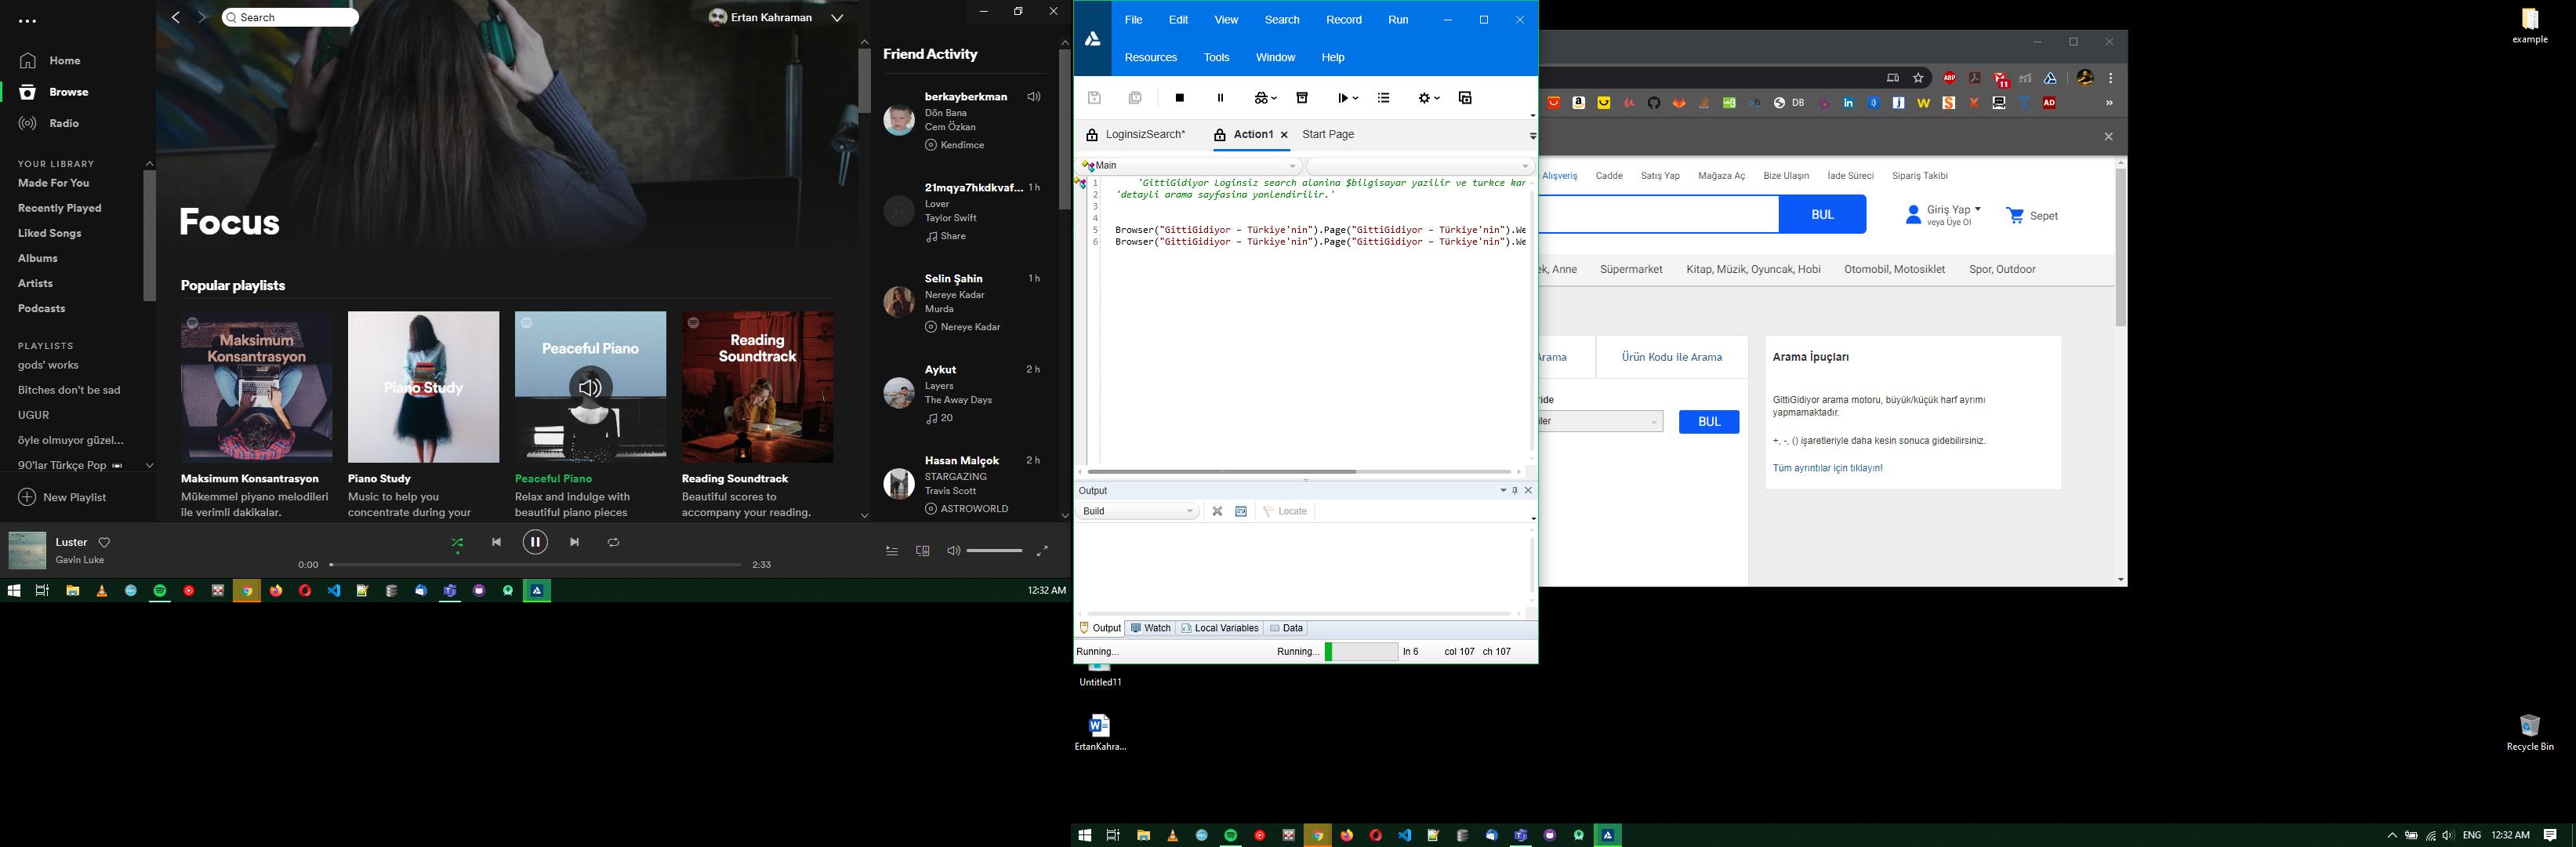 Search
Ertan Kahraman
Home
Browse
Radio
YOUR LIBRARY
Made For You
Recently Played
Liked Songs
Albums
Artists
Podcasts
PLAYLISTS
gods' works
Bitches don't be sad
UGUR
öyle olmuyor güzel...
90'lar Türkçe Pop
New Playlist
Focus
Popular playlists
Maksimum
Konsantrasyon
Piano Study
Peaceful Piano
Reading
Soundtrack
Maksimum Konsantrasyon
Mükemmel piyano melodileri
ile verimli dakikalar.
Piano Study
Music to help you
concentrate during your
Peaceful Piano
Relax and indulge with
beautiful piano pieces
Reading Soundtrack
Beautiful scores to
accompany your reading.
Friend Activity
berkayberkman
Dön Bana
Cem Özkan
Kendimce
21mqya7hkdkvaf... 1 h
Lover
Taylor Swift
Share
Selin Şahin 1 h
Nereye Kadar
Murda
Nereye Kadar
Aykut 2 h
Layers
The Away Days
20
Hasan Malçok 2 h
STARGAZING
Travis Scott
ASTROWORLD
Luster
Gavin Luke
0:00
2:33
12:32 AM
File Edit View Search Record Run
Resources Tools Window Help
LoginsizSearch* Action1 Start Page
Main
1 'GittiGidiyor Loginsiz search alanina $bilgisayar yazilir ve turkce kar
2 'detayli arama sayfasina yonlendirilir.'
3
4
5 Browser("GittiGidiyor – Türkiye'nin").Page("GittiGidiyor – Türkiye'nin").We
6 Browser("GittiGidiyor – Türkiye'nin").Page("GittiGidiyor – Türkiye'nin").We
Output
Build
Locate
Output Watch Local Variables Data
Running... Running... ln 6 col 107 ch 107
Untitled11
ErtanKahra...
ABP
11
DB
AD
Alışveriş Cadde Satış Yap Mağaza Aç Bize Ulaşın İade Süreci Sipariş Takibi
BUL
Giriş Yap
veya Üye Ol
Sepet
ek, Anne Süpermarket Kitap, Müzik, Oyuncak, Hobi Otomobil, Motosiklet Spor, Outdoor
Arama
Ürün Kodu ile Arama
BUL
Arama İpuçları
GittiGidiyor arama motoru, büyük/küçük harf ayrımı
yapmamaktadır.
+, -, () işaretleriyle daha kesin sonuca gidebilirsiniz.
Tüm ayrıntılar için tıklayın!
example
Recycle Bin
ENG 12:32 AM